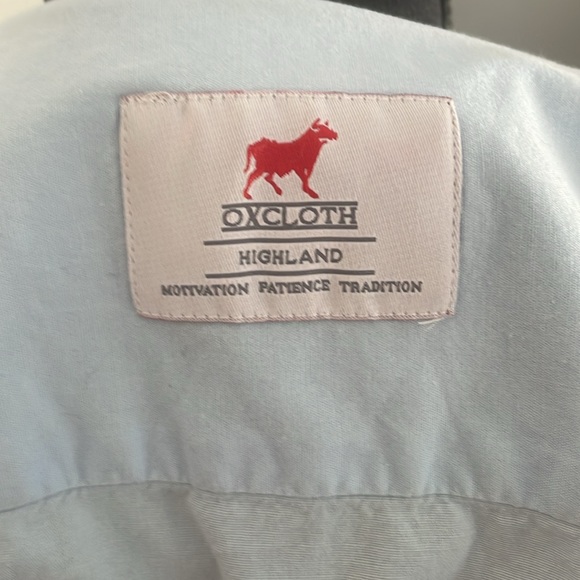 OXCLOTH
HIGHLAND
MOTIVATION PATIENCE TRADITION